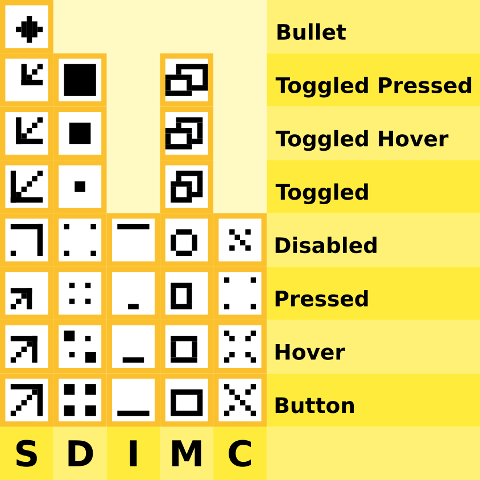 Bullet
Toggled Pressed
Toggled Hover
Toggled
Disabled
Pressed
Hover
Button
S D I M C